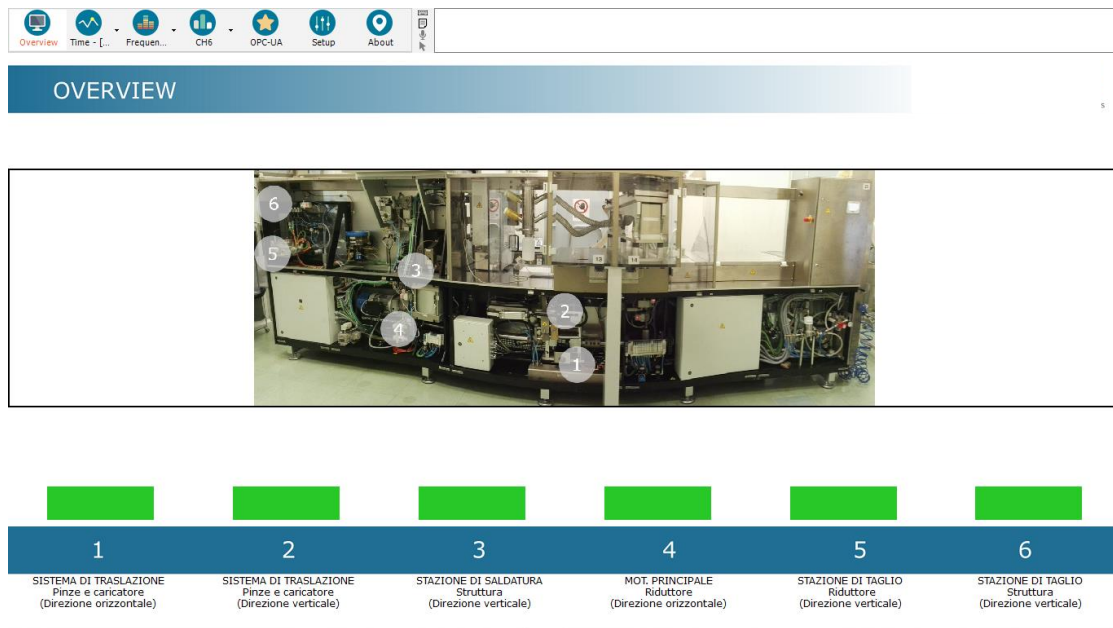 Overview
Time - [...
Frequen...
CH6
OPC-UA
Setup
About
OVERVIEW
s
6
5
3
4
2
1
13
14
1
2
3
4
5
6
SISTEMA DI TRASLAZIONE
Pinze e caricatore
(Direzione orizzontale)
SISTEMA DI TRASLAZIONE
Pinze e caricatore
(Direzione verticale)
STAZIONE DI SALDATURA
Struttura
(Direzione verticale)
MOT. PRINCIPALE
Riduttore
(Direzione orizzontale)
STAZIONE DI TAGLIO
Riduttore
(Direzione verticale)
STAZIONE DI TAGLIO
Struttura
(Direzione verticale)